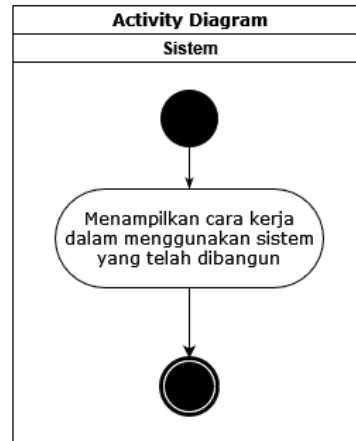 Activity Diagram
Sistem
Menampilkan cara kerja
dalam menggunakan sistem
yang telah dibangun